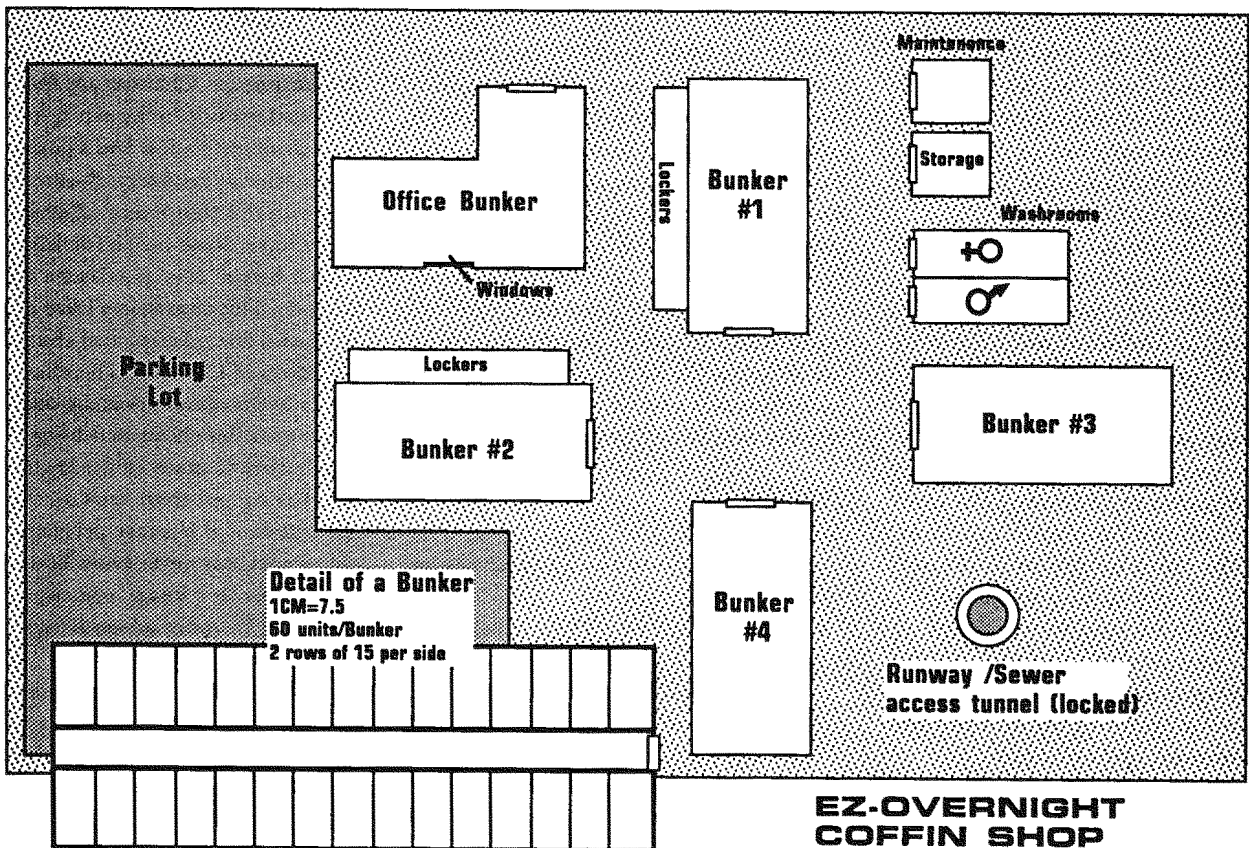 Maintenance
Storage
Office Bunker
Lockers
Bunker
#1
Washrooms
Windows
Parking
Lot
Lockers
Bunker #2
Bunker #3
Detail of a Bunker
1CM=7.5
60 units/Bunker
2 rows of 15 per side
Bunker
#4
Runway /Sewer
access tunnel (locked)
EZ-OVERNIGHT
COFFIN SHOP